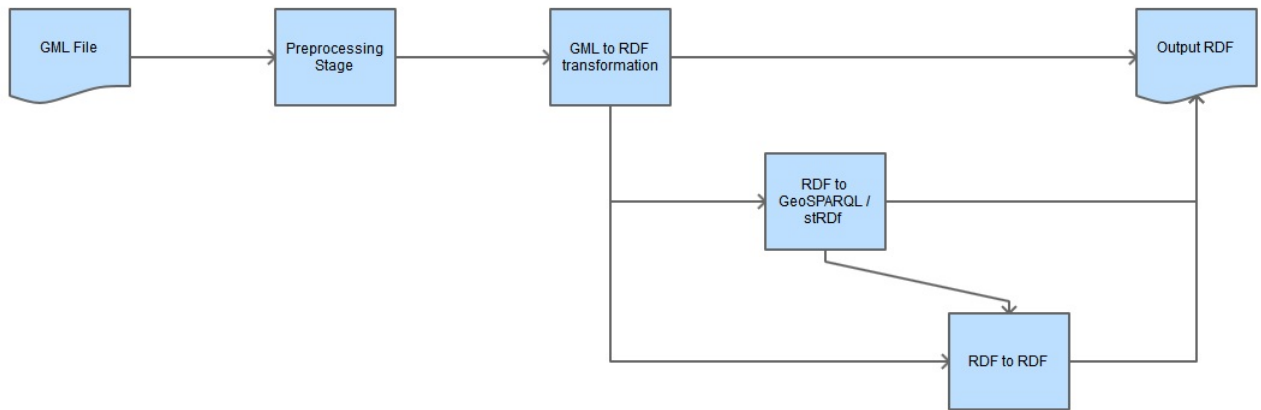 GML File
Preprocessing
Stage
GML to RDF
transformation
Output RDF
RDF to
GeoSPARQL /
stRDf
RDF to RDF